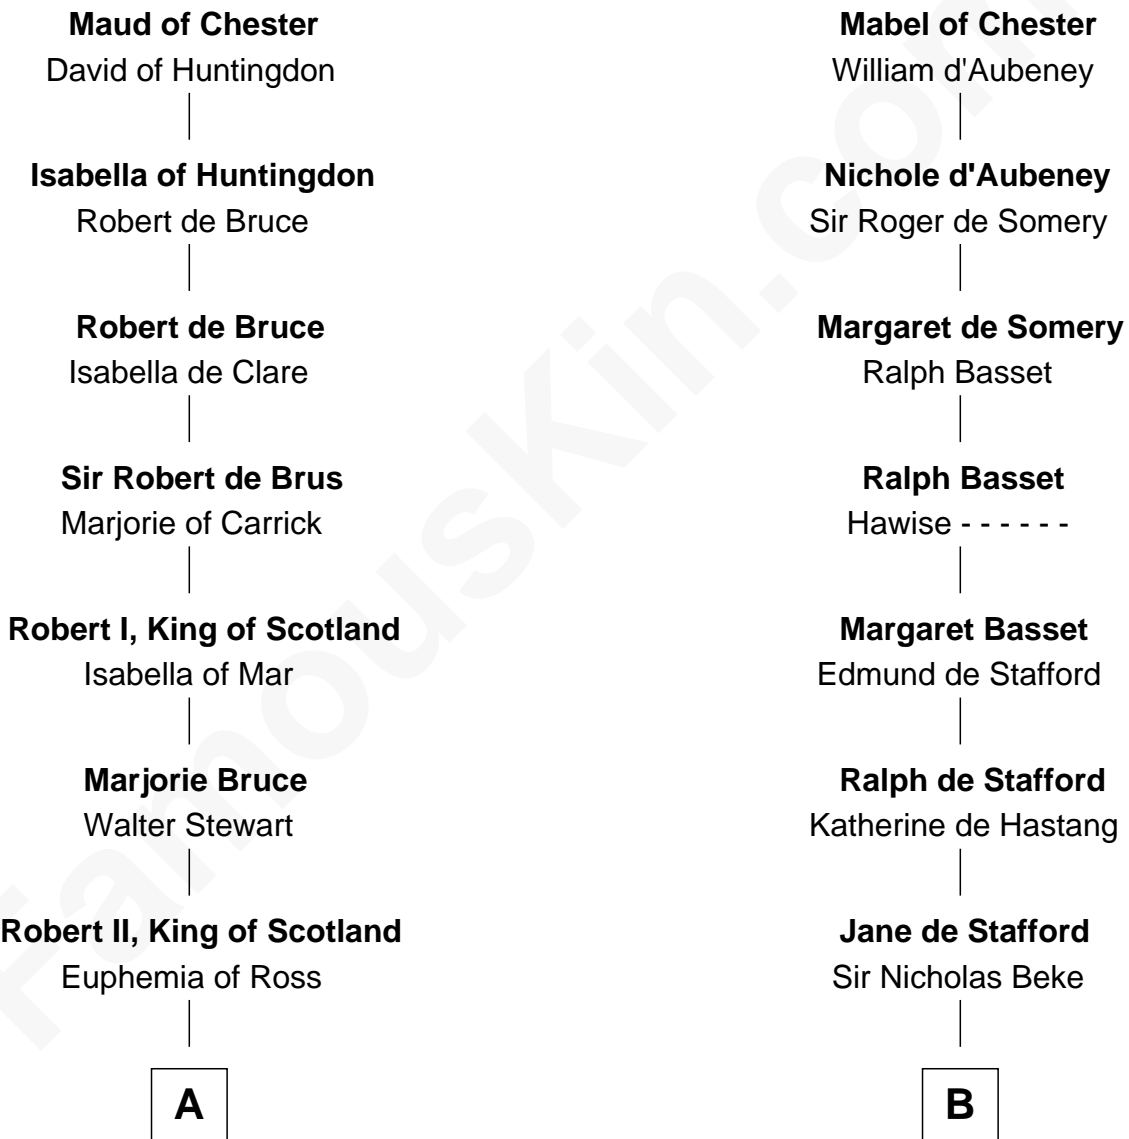 Maud of Chester
David of Huntingdon
Isabella of Huntingdon
Robert de Bruce
Robert de Bruce
Isabella de Clare
Sir Robert de Brus
Marjorie of Carrick
Robert I, King of Scotland
Isabella of Mar
Marjorie Bruce
Walter Stewart
Robert II, King of Scotland
Euphemia of Ross
A
Mabel of Chester
William d'Aubeney
Nichole d'Aubeney
Sir Roger de Somery
Margaret de Somery
Ralph Basset
Ralph Basset
Hawise - - - - - -
Margaret Basset
Edmund de Stafford
Ralph de Stafford
Katherine de Hastang
Jane de Stafford
Sir Nicholas Beke
B
FamousKin.com